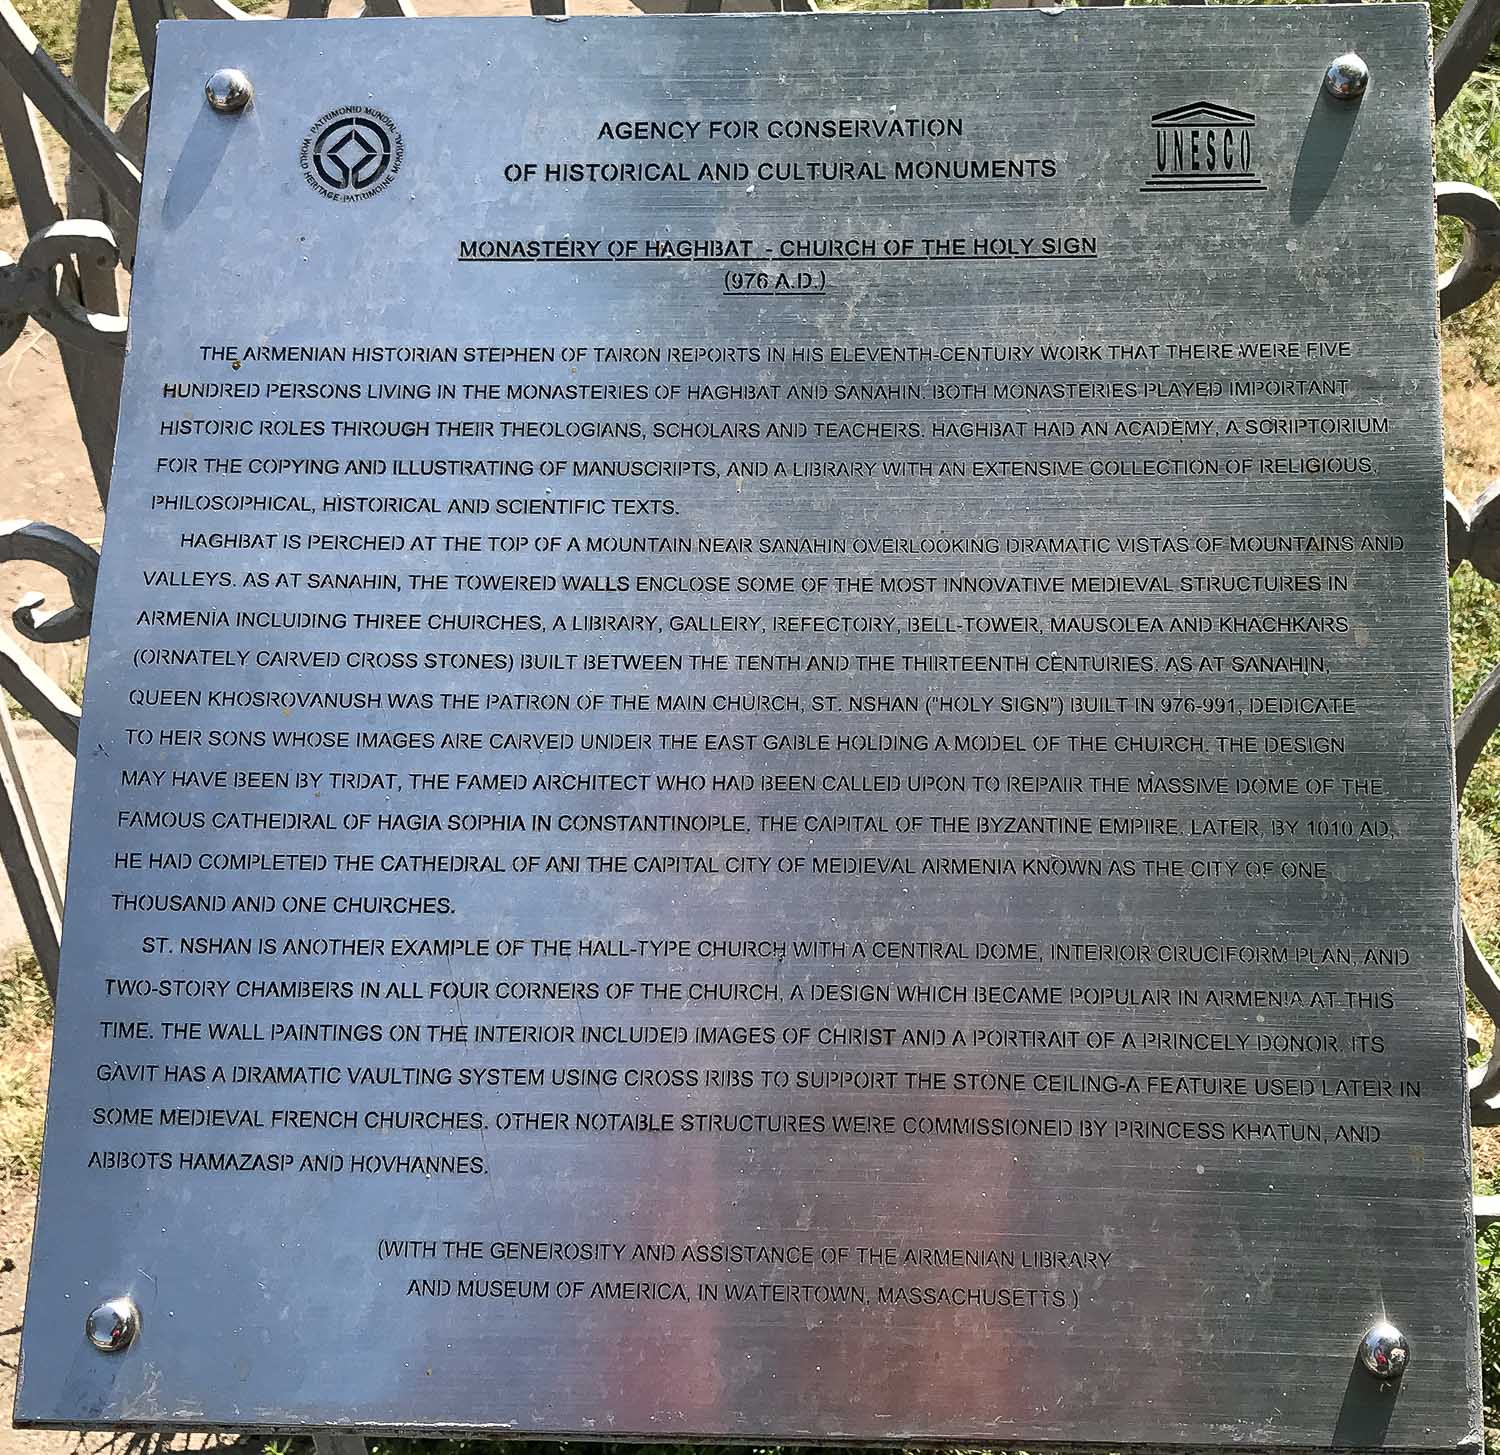 WORLD HERITAGE · PATRIMOINE MONDIAL · PATRIMONIO MUNDIAL
UNESCO
AGENCY FOR CONSERVATION
OF HISTORICAL AND CULTURAL MONUMENTS
MONASTERY OF HAGHBAT - CHURCH OF THE HOLY SIGN
(976 A.D.)
THE ARMENIAN HISTORIAN STEPHEN OF TARON REPORTS IN HIS ELEVENTH-CENTURY WORK THAT THERE WERE FIVE
HUNDRED PERSONS LIVING IN THE MONASTERIES OF HAGHBAT AND SANAHIN. BOTH MONASTERIES PLAYED IMPORTANT
HISTORIC ROLES THROUGH THEIR THEOLOGIANS, SCHOLARS AND TEACHERS. HAGHBAT HAD AN ACADEMY, A SCRIPTORIUM
FOR THE COPYING AND ILLUSTRATING OF MANUSCRIPTS, AND A LIBRARY WITH AN EXTENSIVE COLLECTION OF RELIGIOUS,
PHILOSOPHICAL, HISTORICAL AND SCIENTIFIC TEXTS.
HAGHBAT IS PERCHED AT THE TOP OF A MOUNTAIN NEAR SANAHIN OVERLOOKING DRAMATIC VISTAS OF MOUNTAINS AND
VALLEYS. AS AT SANAHIN, THE TOWERED WALLS ENCLOSE SOME OF THE MOST INNOVATIVE MEDIEVAL STRUCTURES IN
ARMENIA INCLUDING THREE CHURCHES, A LIBRARY, GALLERY, REFECTORY, BELL-TOWER, MAUSOLEA AND KHACHKARS
(ORNATELY CARVED CROSS STONES) BUILT BETWEEN THE TENTH AND THE THIRTEENTH CENTURIES. AS AT SANAHIN,
QUEEN KHOSROVANUSH WAS THE PATRON OF THE MAIN CHURCH, ST. NSHAN ("HOLY SIGN") BUILT IN 976-991, DEDICATE
TO HER SONS WHOSE IMAGES ARE CARVED UNDER THE EAST GABLE HOLDING A MODEL OF THE CHURCH. THE DESIGN
MAY HAVE BEEN BY TRDAT, THE FAMED ARCHITECT WHO HAD BEEN CALLED UPON TO REPAIR THE MASSIVE DOME OF THE
FAMOUS CATHEDRAL OF HAGIA SOPHIA IN CONSTANTINOPLE, THE CAPITAL OF THE BYZANTINE EMPIRE. LATER, BY 1010 AD,
HE HAD COMPLETED THE CATHEDRAL OF ANI THE CAPITAL CITY OF MEDIEVAL ARMENIA KNOWN AS THE CITY OF ONE
THOUSAND AND ONE CHURCHES.
ST. NSHAN IS ANOTHER EXAMPLE OF THE HALL-TYPE CHURCH WITH A CENTRAL DOME, INTERIOR CRUCIFORM PLAN, AND
TWO-STORY CHAMBERS IN ALL FOUR CORNERS OF THE CHURCH, A DESIGN WHICH BECAME POPULAR IN ARMENIA AT THIS
TIME. THE WALL PAINTINGS ON THE INTERIOR INCLUDED IMAGES OF CHRIST AND A PORTRAIT OF A PRINCELY DONOR. ITS
GAVIT HAS A DRAMATIC VAULTING SYSTEM USING CROSS RIBS TO SUPPORT THE STONE CEILING-A FEATURE USED LATER IN
SOME MEDIEVAL FRENCH CHURCHES. OTHER NOTABLE STRUCTURES WERE COMMISSIONED BY PRINCESS KHATUN, AND
ABBOTS HAMAZASP AND HOVHANNES.
(WITH THE GENEROSITY AND ASSISTANCE OF THE ARMENIAN LIBRARY
AND MUSEUM OF AMERICA, IN WATERTOWN, MASSACHUSETTS.)